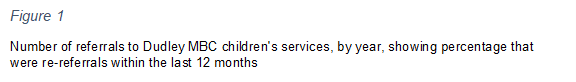 Figure 1
Number of referrals to Dudley MBC children's services, by year, showing percentage that
were re-referrals within the last 12 months